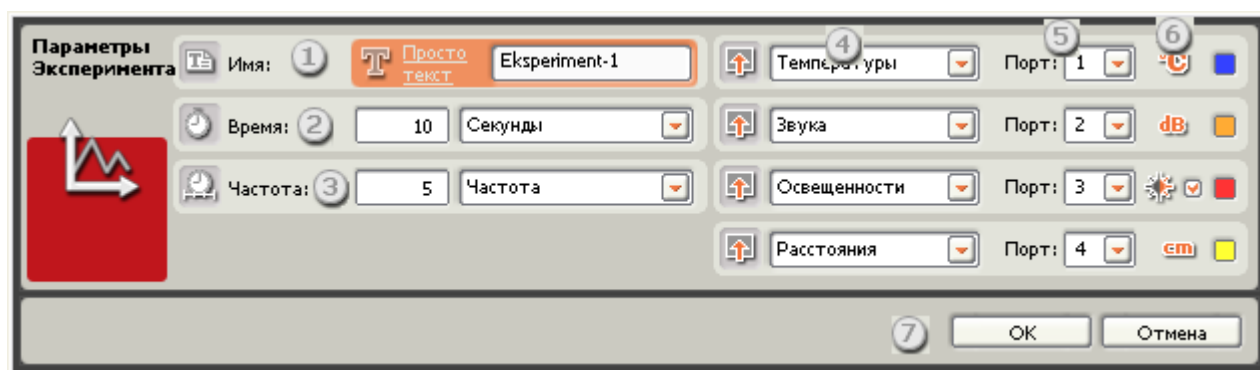 Параметры
Эксперимента
Имя: 1 T Просто текст Eksperiment-1
Время: 2 10 Секунды
Частота: 3 5 Частота
4 5 6
Температуры Порт: 1 °C
Звука Порт: 2 dB
Освещенности Порт: 3
Расстояния Порт: 4 cm
7 OK Отмена